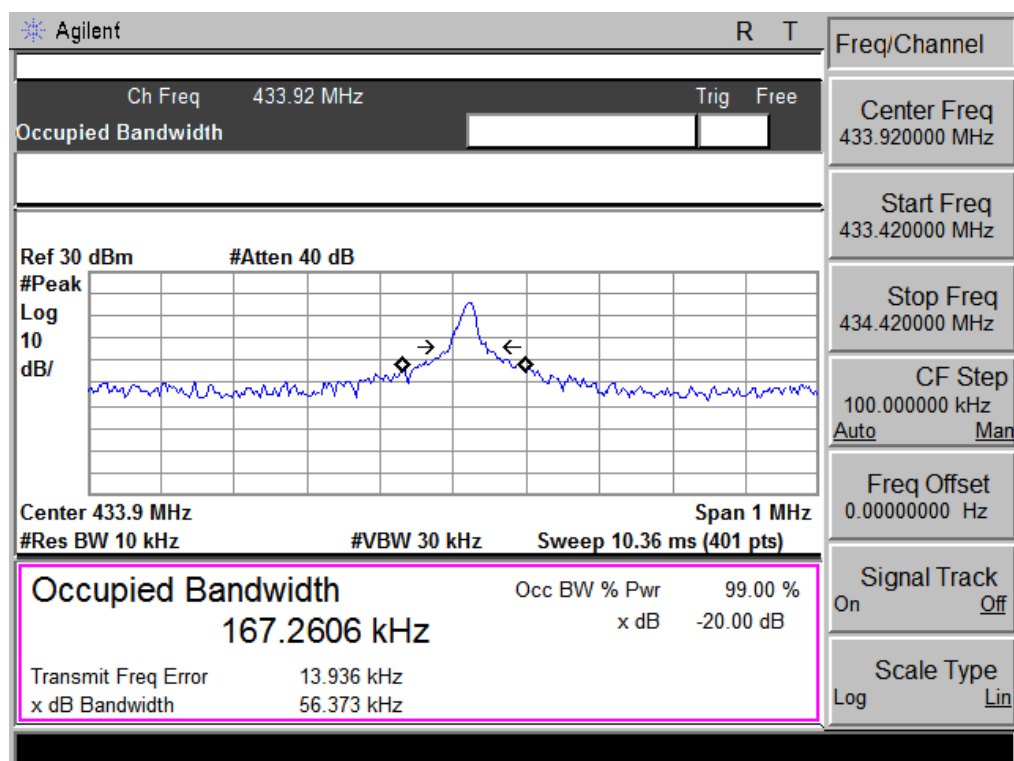 Agilent R T
Ch Freq 433.92 MHz Trig Free
Occupied Bandwidth
Ref 30 dBm #Atten 40 dB
#Peak
Log
10
dB/
Center 433.9 MHz Span 1 MHz
#Res BW 10 kHz #VBW 30 kHz Sweep 10.36 ms (401 pts)
Occupied Bandwidth Occ BW % Pwr 99.00 %
167.2606 kHz x dB -20.00 dB
Transmit Freq Error 13.936 kHz
x dB Bandwidth 56.373 kHz
Freq/Channel
Center Freq
433.920000 MHz
Start Freq
433.420000 MHz
Stop Freq
434.420000 MHz
CF Step
100.000000 kHz
Auto Man
Freq Offset
0.00000000 Hz
Signal Track
On Off
Scale Type
Log Lin